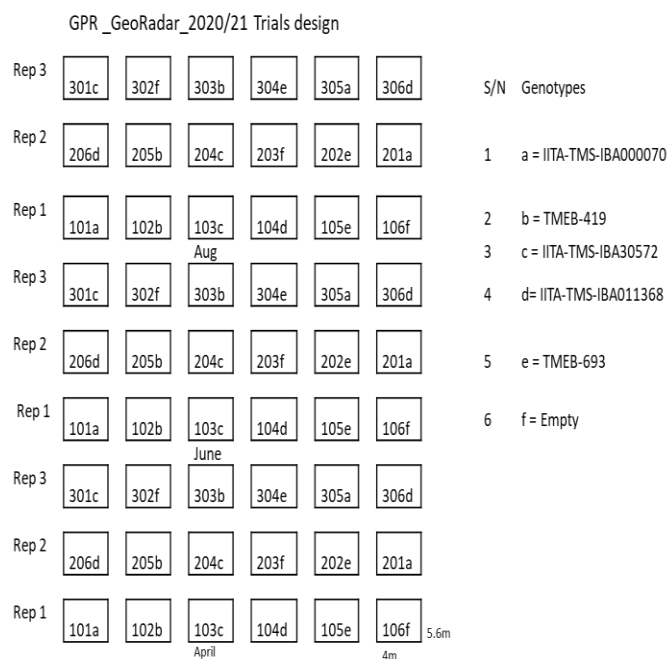 GPR _GeoRadar_2020/21 Trials design
Rep 3 301c 302f 303b 304e 305a 306d
S/N Genotypes
Rep 2 206d 205b 204c 203f 202e 201a
1 a = IITA-TMS-IBA000070
Rep 1 101a 102b 103c 104d 105e 106f
2 b = TMEB-419
Aug
3 c = IITA-TMS-IBA30572
Rep 3 301c 302f 303b 304e 305a 306d
4 d= IITA-TMS-IBA011368
Rep 2 206d 205b 204c 203f 202e 201a
5 e = TMEB-693
Rep 1 101a 102b 103c 104d 105e 106f
6 f = Empty
June
Rep 3 301c 302f 303b 304e 305a 306d
Rep 2 206d 205b 204c 203f 202e 201a
Rep 1 101a 102b 103c 104d 105e 106f 5.6m
April 4m